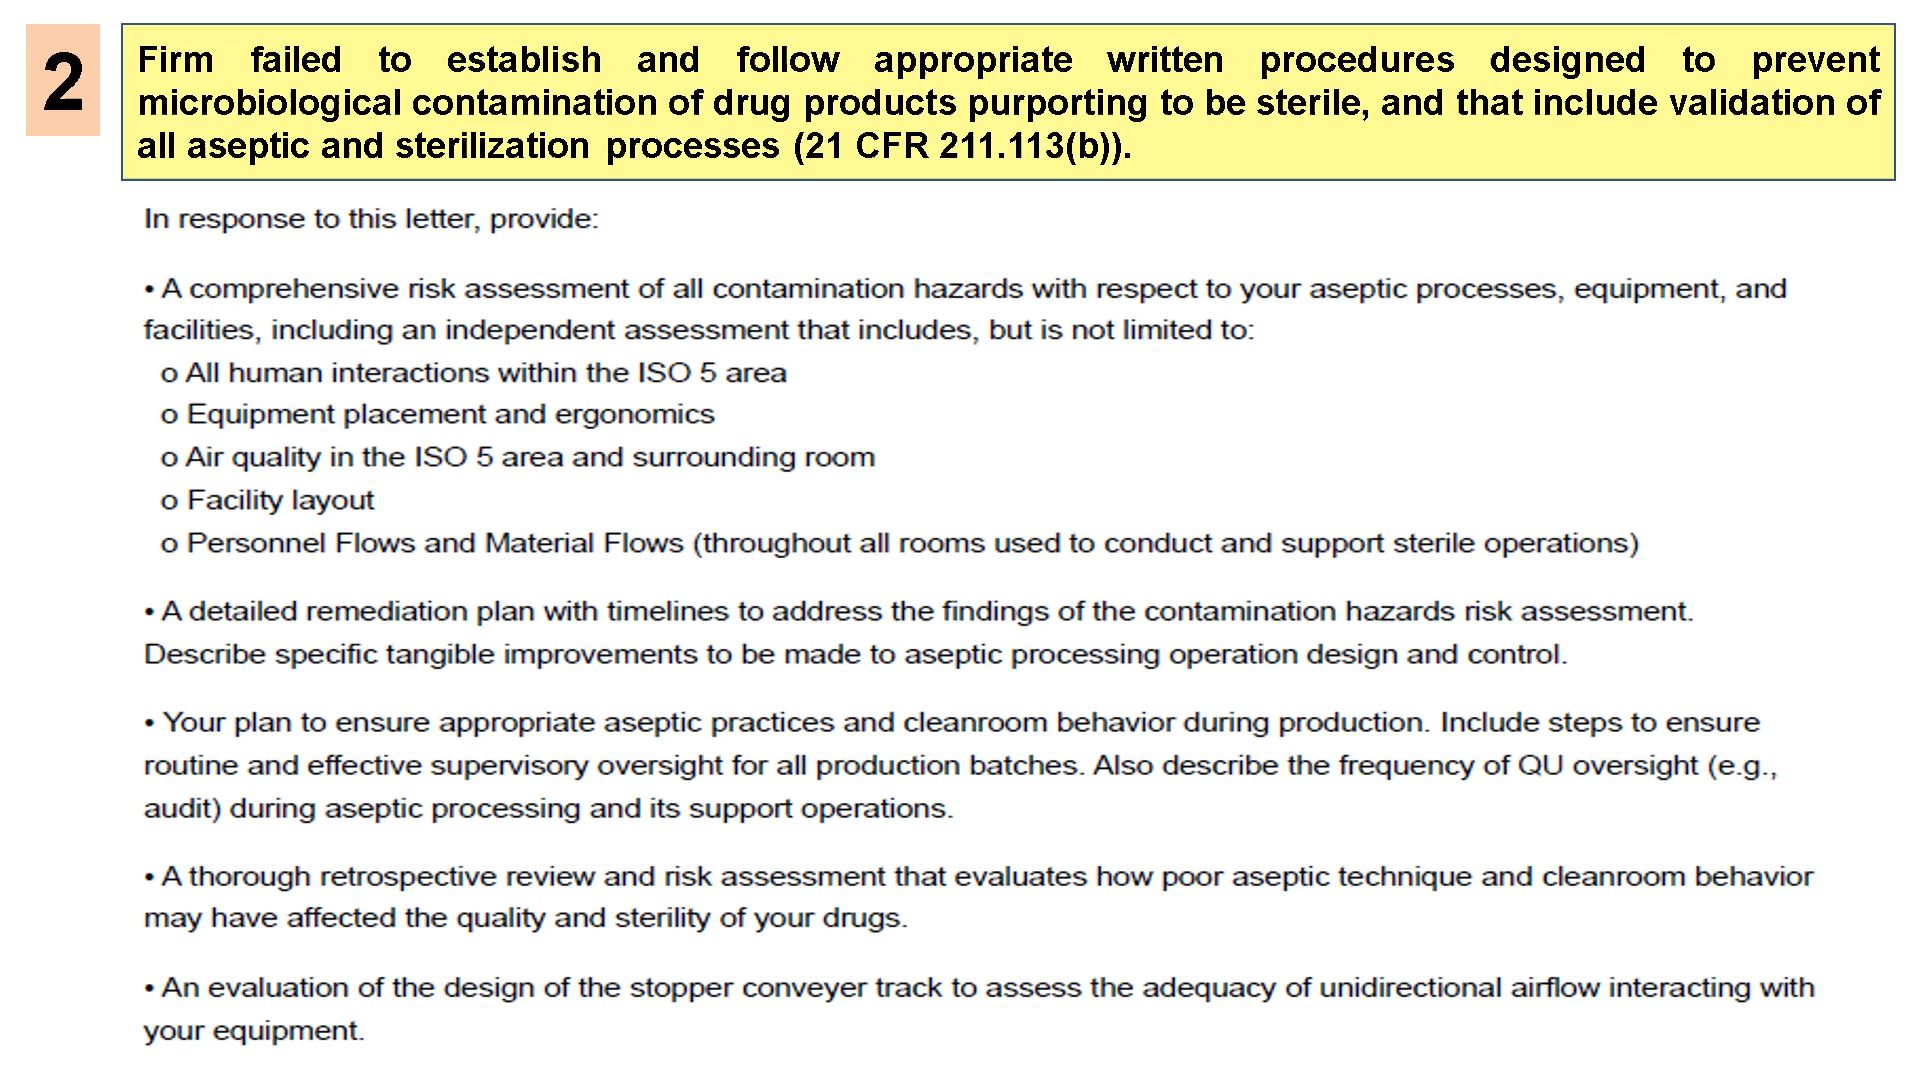 2
Firm failed to establish and follow appropriate written procedures designed to prevent
microbiological contamination of drug products purporting to be sterile, and that include validation of
all aseptic and sterilization processes (21 CFR 211.113(b)).
In response to this letter, provide:
• A comprehensive risk assessment of all contamination hazards with respect to your aseptic processes, equipment, and
facilities, including an independent assessment that includes, but is not limited to:
o All human interactions within the ISO 5 area
o Equipment placement and ergonomics
o Air quality in the ISO 5 area and surrounding room
o Facility layout
o Personnel Flows and Material Flows (throughout all rooms used to conduct and support sterile operations)
• A detailed remediation plan with timelines to address the findings of the contamination hazards risk assessment.
Describe specific tangible improvements to be made to aseptic processing operation design and control.
• Your plan to ensure appropriate aseptic practices and cleanroom behavior during production. Include steps to ensure
routine and effective supervisory oversight for all production batches. Also describe the frequency of QU oversight (e.g.,
audit) during aseptic processing and its support operations.
• A thorough retrospective review and risk assessment that evaluates how poor aseptic technique and cleanroom behavior
may have affected the quality and sterility of your drugs.
• An evaluation of the design of the stopper conveyer track to assess the adequacy of unidirectional airflow interacting with
your equipment.